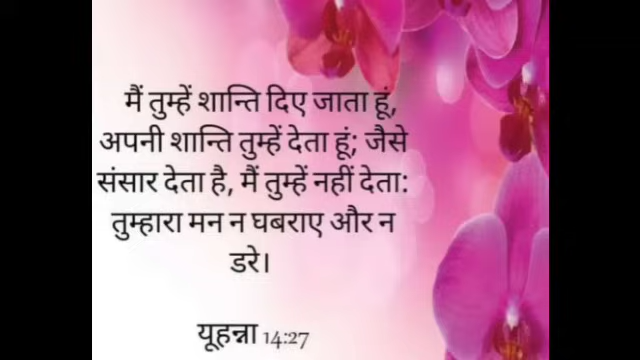 मैं तुम्हें शान्ति दिए जाता हूं,
अपनी शान्ति तुम्हें देता हूं; जैसे
संसार देता है, मैं तुम्हें नहीं देता:
तुम्हारा मन न घबराए और न
डरे।
यूहन्ना 14:27